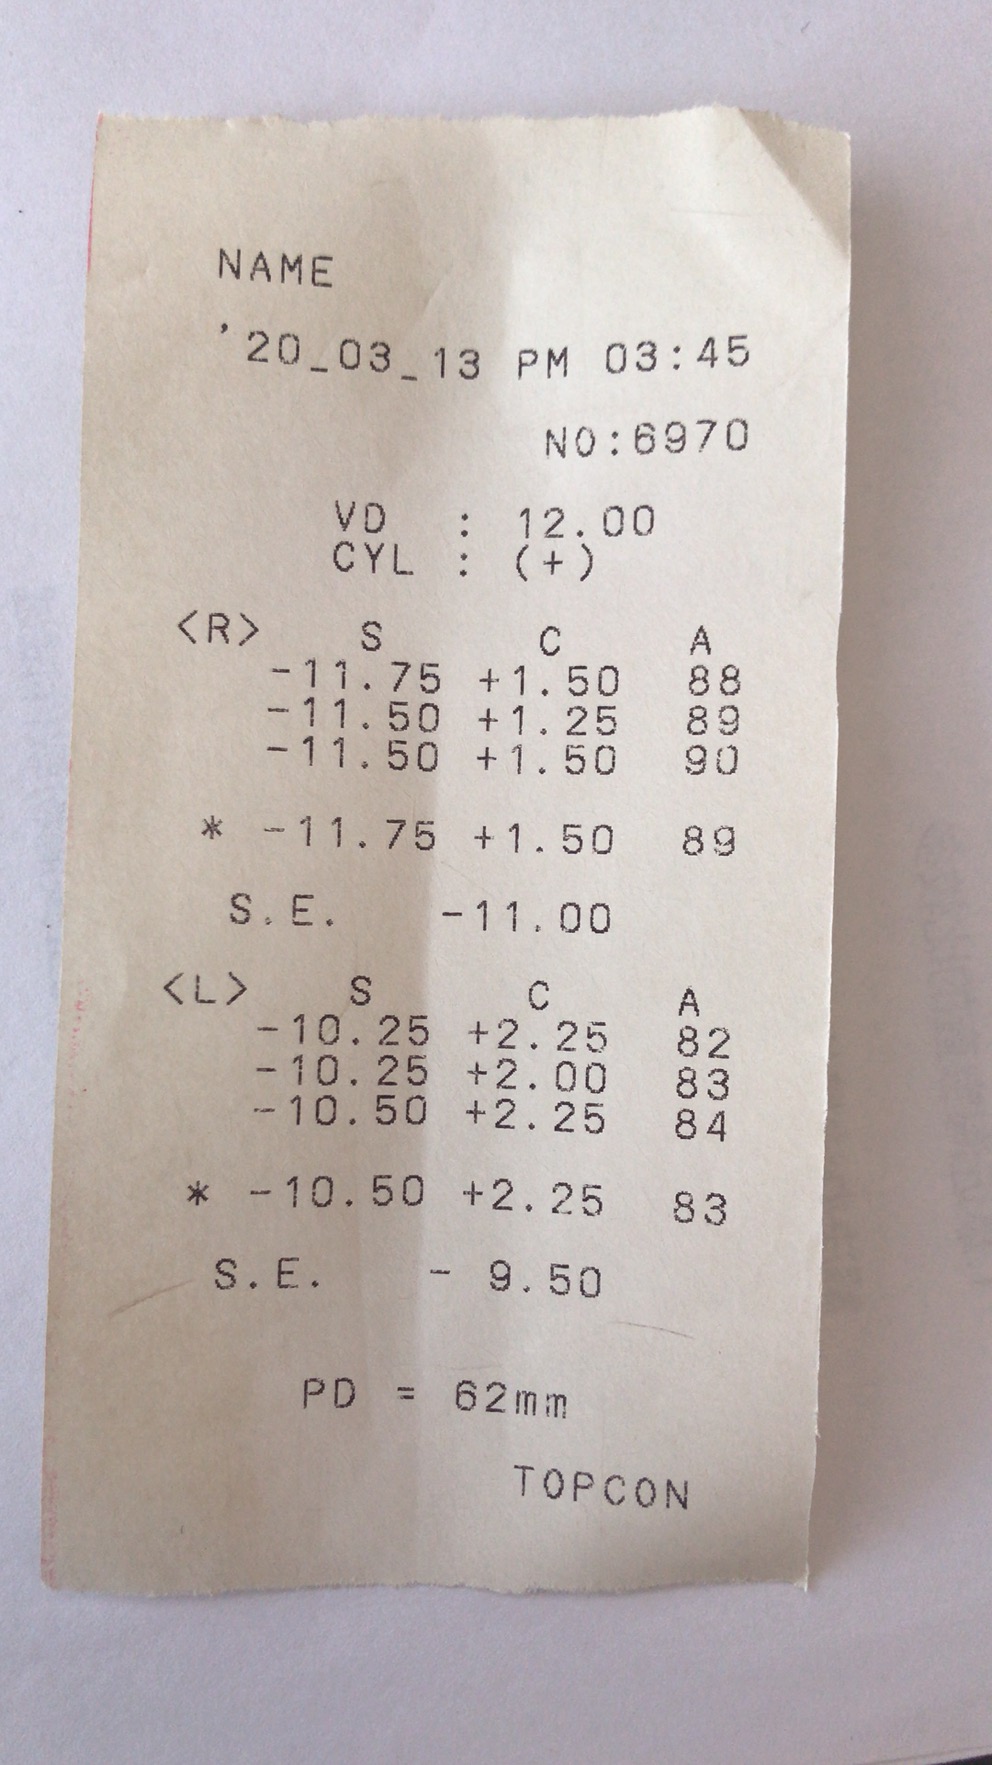 NAME
'20_03_13 PM 03:45
NO:6970
VD : 12.00
CYL : (+)
<R> S C A
-11.75 +1.50 88
-11.50 +1.25 89
-11.50 +1.50 90
* -11.75 +1.50 89
S.E. -11.00
<L> S C A
-10.25 +2.25 82
-10.25 +2.00 83
-10.50 +2.25 84
* -10.50 +2.25 83
S.E. - 9.50
PD = 62mm
TOPCON